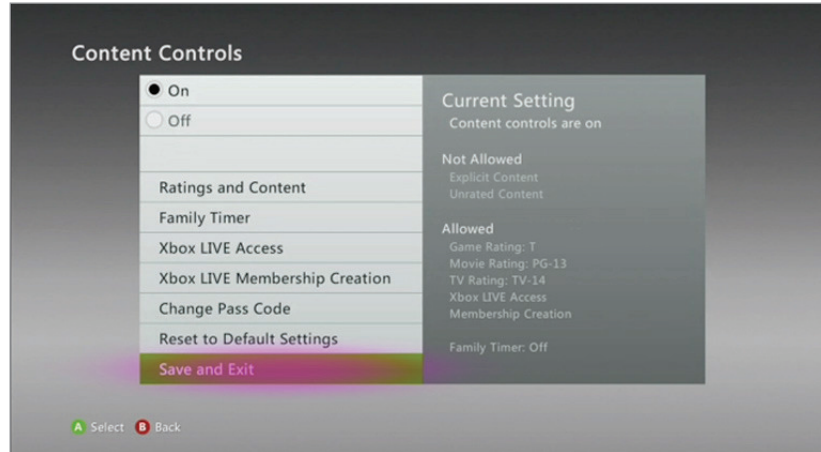 Content Controls
On
Off
Ratings and Content
Family Timer
Xbox LIVE Access
Xbox LIVE Membership Creation
Change Pass Code
Reset to Default Settings
Save and Exit
Current Setting
Content controls are on
Not Allowed
Explicit Content
Unrated Content
Allowed
Game Rating: T
Movie Rating: PG-13
TV Rating: TV-14
Xbox LIVE Access
Membership Creation
Family Timer: Off
A Select B Back